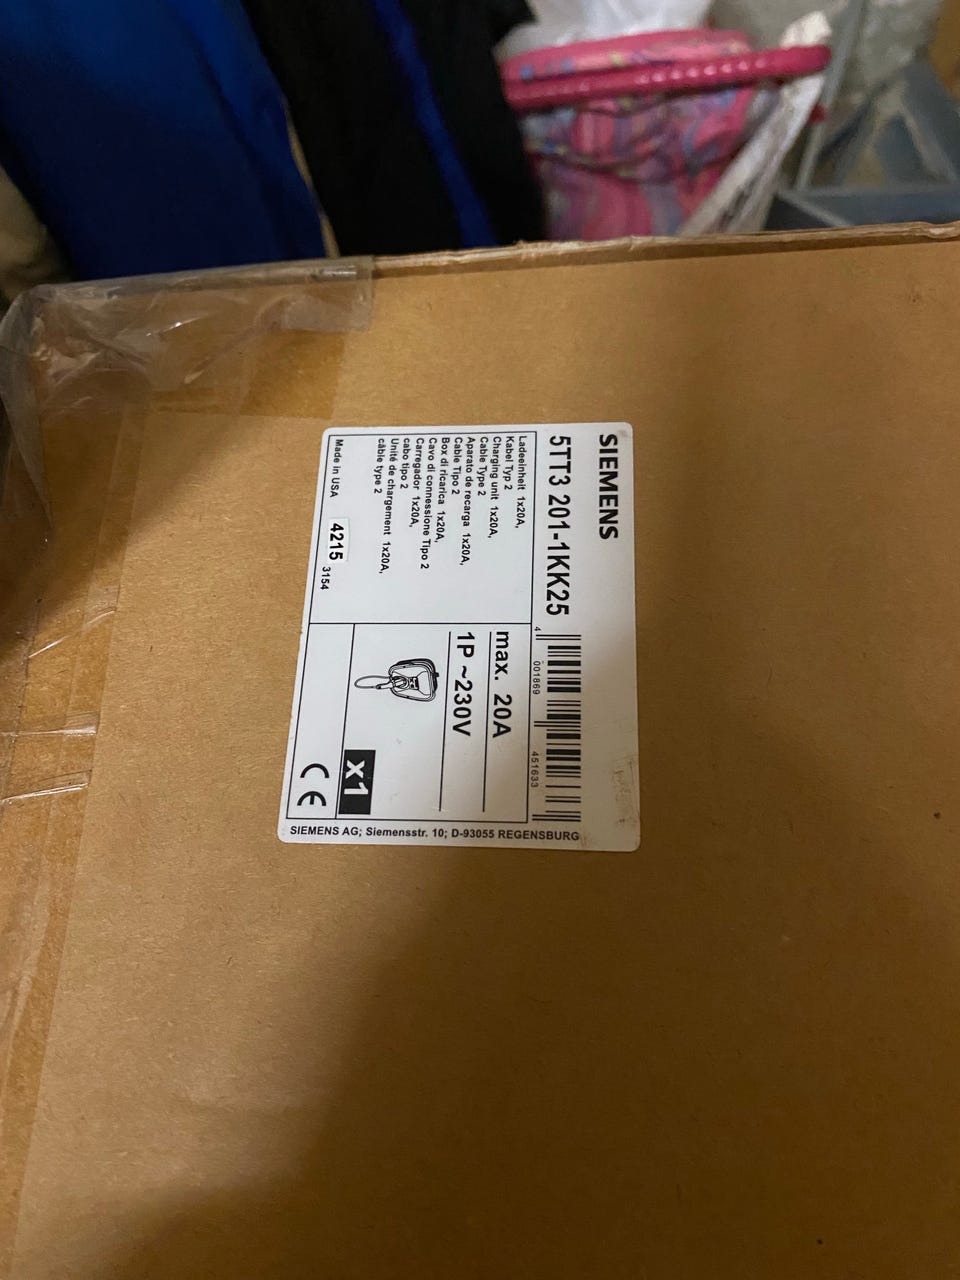 SIEMENS
5TT3 201-1KK25
4 001869 451633
Ladeeinheit 1x20A,
Kabel Typ 2
Charging unit 1x20A,
Cable Type 2
Aparato de recarga 1x20A,
Cable Tipo 2
Box di ricarica 1x20A,
Cavo di connessione Tipo 2
Carregador 1x20A,
cabo tipo 2
Unité de chargement 1x20A,
câble type 2
max. 20A
1P ~230V
x1
Made in USA 4215 3154
CE
SIEMENS AG; Siemensstr. 10; D-93055 REGENSBURG